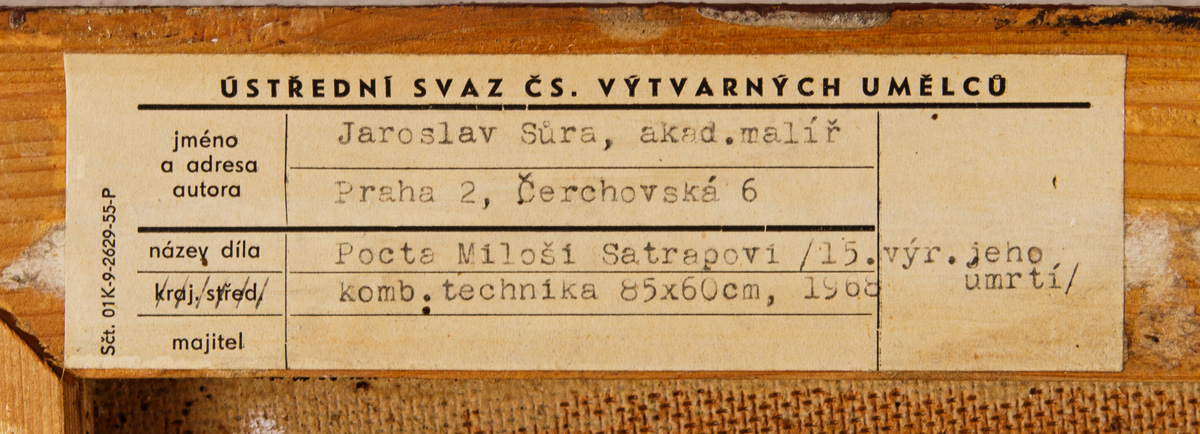 ÚSTŘEDNÍ SVAZ ČS. VÝTVARNÝCH UMĚLCŮ
jméno
a adresa
autora
Jaroslav Sůra, akad.malíř
Praha 2, Čerchovská 6
název díla
Pocta Miloši Satrapovi /15.výr.jeho
umrtí/
kraj. střed.
komb.technika 85x60cm, 1968
majitel
Sčt. 01K-9-2629-55-P